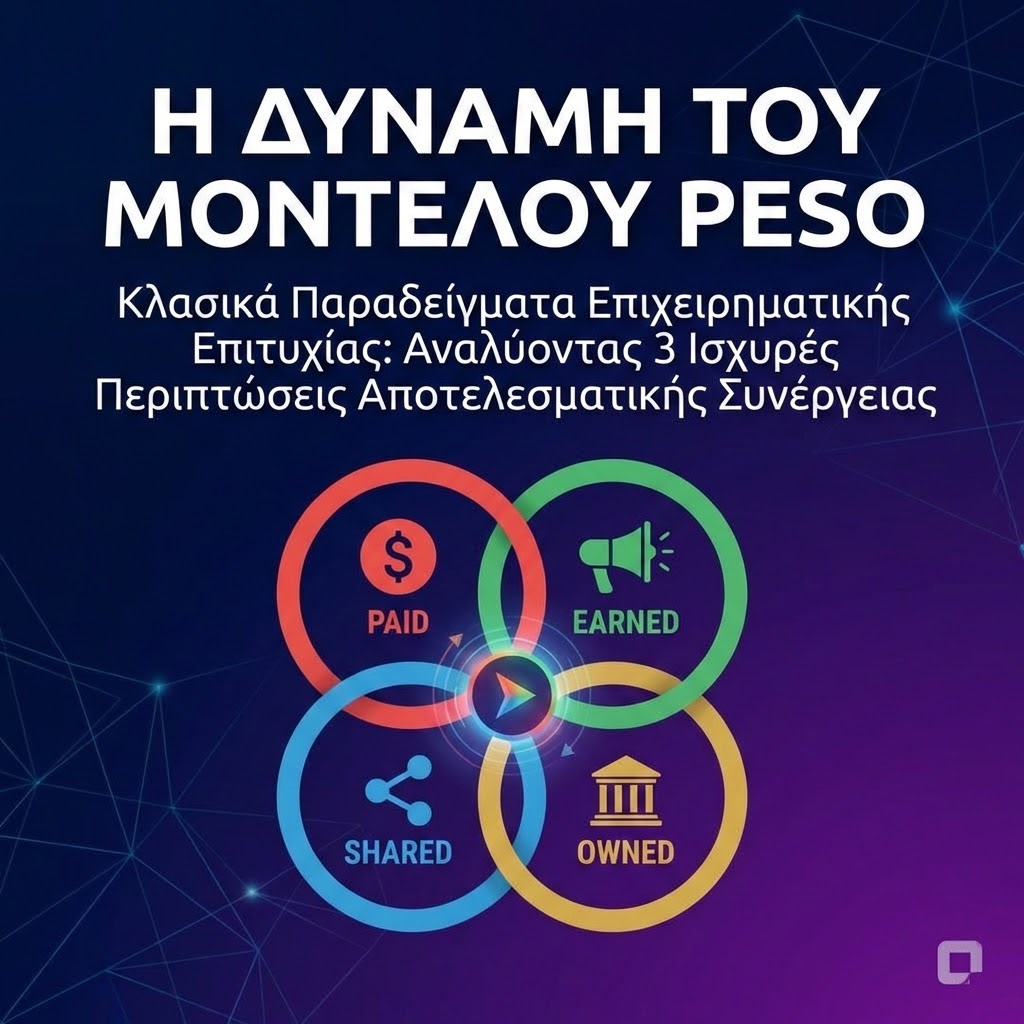 Η ΔΥΝΑΜΗ ΤΟΥ
ΜΟΝΤΕΛΟΥ PESO
Κλασικά Παραδείγματα Επιχειρηματικής
Επιτυχίας: Αναλύοντας 3 Ισχυρές
Περιπτώσεις Αποτελεσματικής Συνέργειας
$
PAID
EARNED
SHARED
OWNED